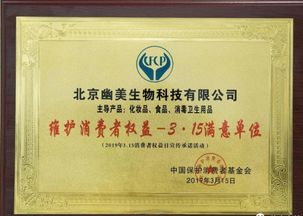 CFCP
北京幽美生物科技有限公司
主导产品：化妆品、食品、消毒卫生用品
维护消费者权益－3·15满意单位
（2019年3.15消费者权益日宣传承诺活动）
中国保护消费者基金会
2019年3月15日